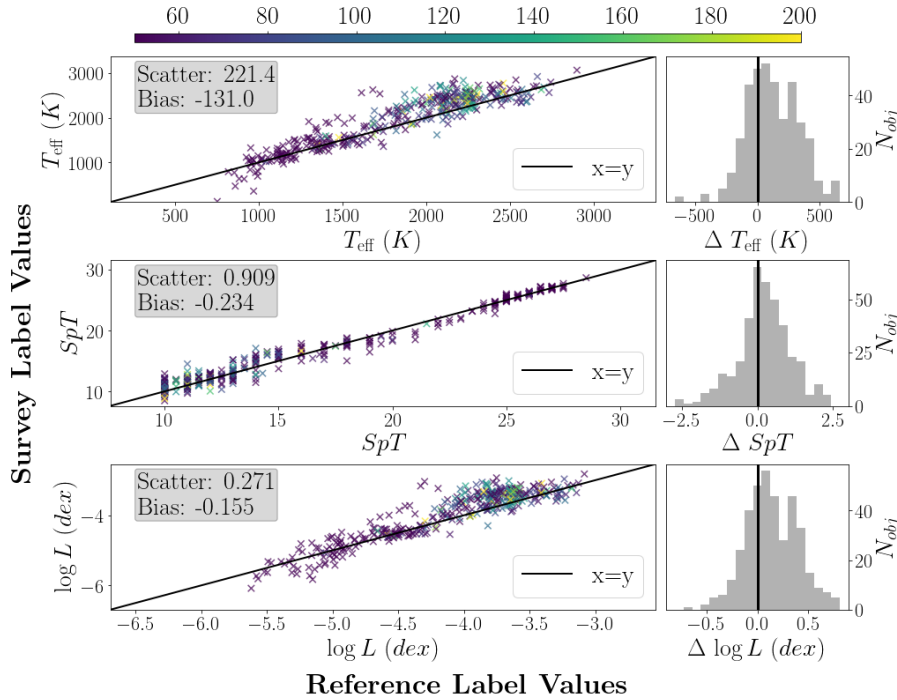 60 80 100 120 140 160 180 200
Scatter: 221.4
Bias: -131.0
3000
2000
1000
T_eff (K)
x=y
500 1000 1500 2000 2500 3000
T_eff (K)
40
20
0
N_obj
−500 0 500
Δ T_eff (K)
Survey Label Values
Scatter: 0.909
Bias: -0.234
30
20
10
SpT
x=y
10 15 20 25 30
SpT
50
25
0
N_obj
−2.5 0.0 2.5
Δ SpT
Scatter: 0.271
Bias: -0.155
−4
−6
log L (dex)
x=y
−6.5 −6.0 −5.5 −5.0 −4.5 −4.0 −3.5 −3.0
log L (dex)
40
20
0
N_obj
−0.5 0.0 0.5
Δ log L (dex)
Reference Label Values